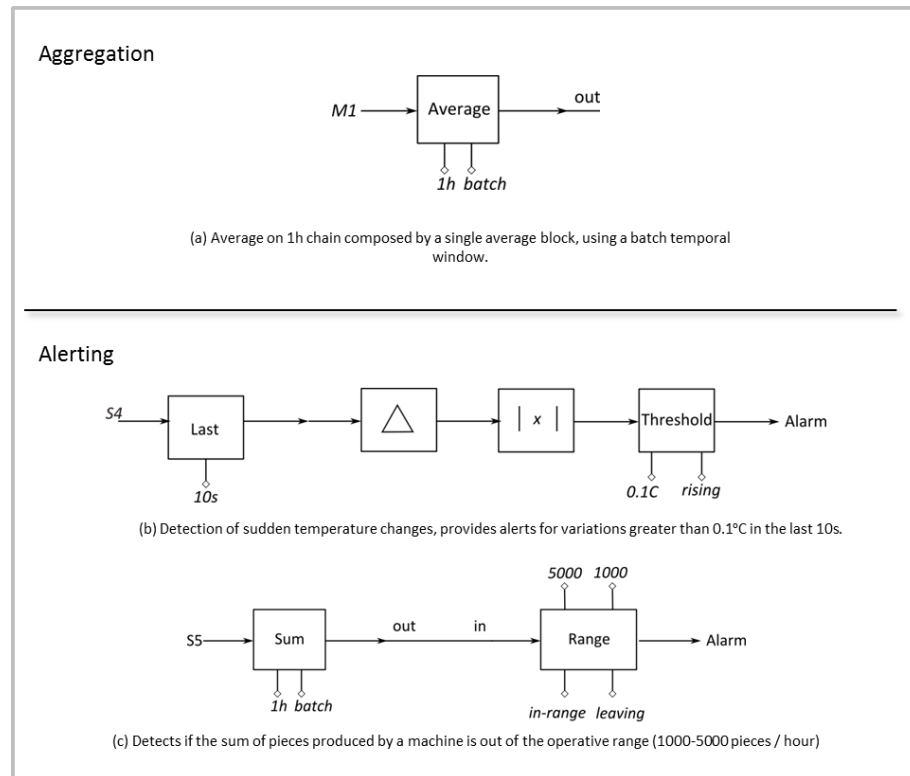 Aggregation
out
M1 Average
1h batch
(a) Average on 1h chain composed by a single average block, using a batch temporal
window.
Alerting
S4 Last | x | Threshold Alarm
10s 0.1C rising
(b) Detection of sudden temperature changes, provides alerts for variations greater than 0.1°C in the last 10s.
5000 1000
out in
S5 Sum Range Alarm
1h batch in-range leaving
(c) Detects if the sum of pieces produced by a machine is out of the operative range (1000-5000 pieces / hour)